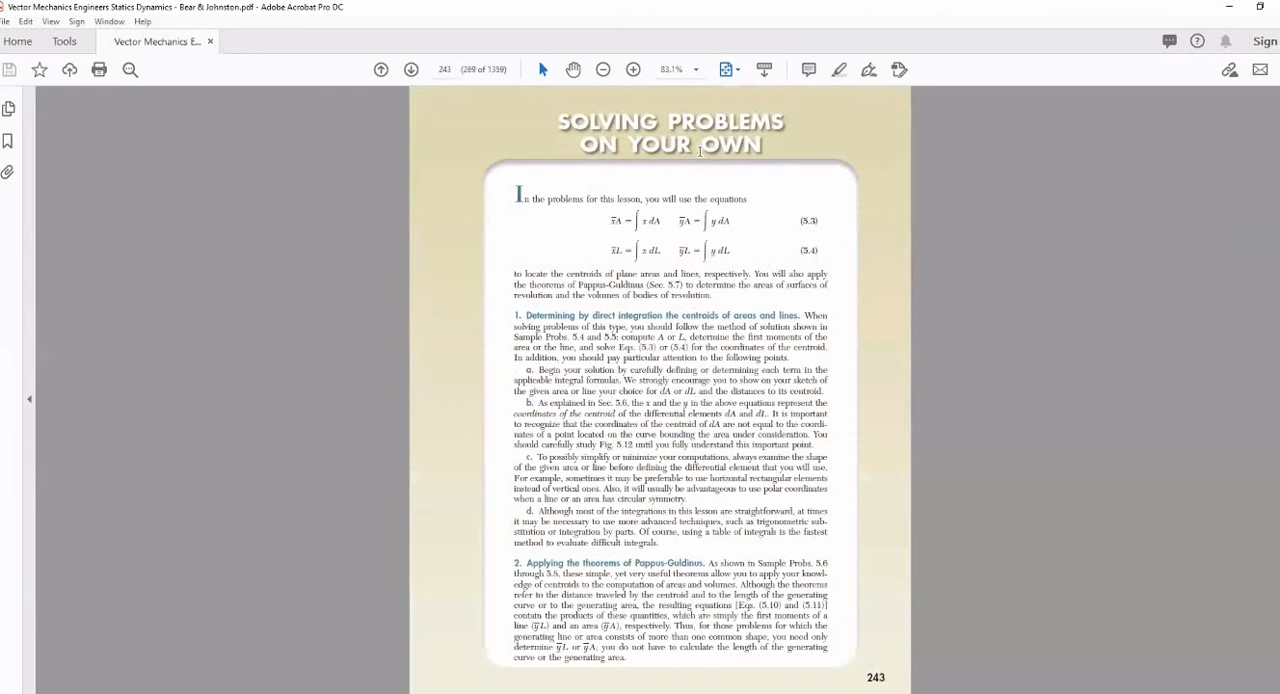 Vector Mechanics Engineers Statics Dynamics - Bear & Johnston.pdf - Adobe Acrobat Pro DC
File Edit View Sign Window Help
Home Tools Vector Mechanics E... × Sign
243 (269 of 1359) 83.1%
SOLVING PROBLEMS
ON YOUR OWN
In the problems for this lesson, you will use the equations
x̄A = ∫ x dA ȳA = ∫ y dA (5.3)
x̄L = ∫ x dL ȳL = ∫ y dL (5.4)
to locate the centroids of plane areas and lines, respectively. You will also apply
the theorems of Pappus-Guldinus (Sec. 5.7) to determine the areas of surfaces of
revolution and the volumes of bodies of revolution.
1. Determining by direct integration the centroids of areas and lines. When
solving problems of this type, you should follow the method of solution shown in
Sample Probs. 5.4 and 5.5: compute A or L, determine the first moments of the
area or the line, and solve Eqs. (5.3) or (5.4) for the coordinates of the centroid.
In addition, you should pay particular attention to the following points.
a. Begin your solution by carefully defining or determining each term in the
applicable integral formulas. We strongly encourage you to show on your sketch of
the given area or line your choice for dA or dL and the distances to its centroid.
b. As explained in Sec. 5.6, the x and the y in the above equations represent the
coordinates of the centroid of the differential elements dA and dL. It is important
to recognize that the coordinates of the centroid of dA are not equal to the coordi-
nates of a point located on the curve bounding the area under consideration. You
should carefully study Fig. 5.12 until you fully understand this important point.
c. To possibly simplify or minimize your computations, always examine the shape
of the given area or line before defining the differential element that you will use.
For example, sometimes it may be preferable to use horizontal rectangular elements
instead of vertical ones. Also, it will usually be advantageous to use polar coordinates
when a line or an area has circular symmetry.
d. Although most of the integrations in this lesson are straightforward, at times
it may be necessary to use more advanced techniques, such as trigonometric sub-
stitution or integration by parts. Of course, using a table of integrals is the fastest
method to evaluate difficult integrals.
2. Applying the theorems of Pappus-Guldinus. As shown in Sample Probs. 5.6
through 5.8, these simple, yet very useful theorems allow you to apply your knowl-
edge of centroids to the computation of areas and volumes. Although the theorems
refer to the distance traveled by the centroid and to the length of the generating
curve or to the generating area, the resulting equations [Eqs. (5.10) and (5.11)]
contain the products of these quantities, which are simply the first moments of a
line (ȳL) and an area (ȳA), respectively. Thus, for those problems for which the
generating line or area consists of more than one common shape, you need only
determine ȳL or ȳA; you do not have to calculate the length of the generating
curve or the generating area.
243